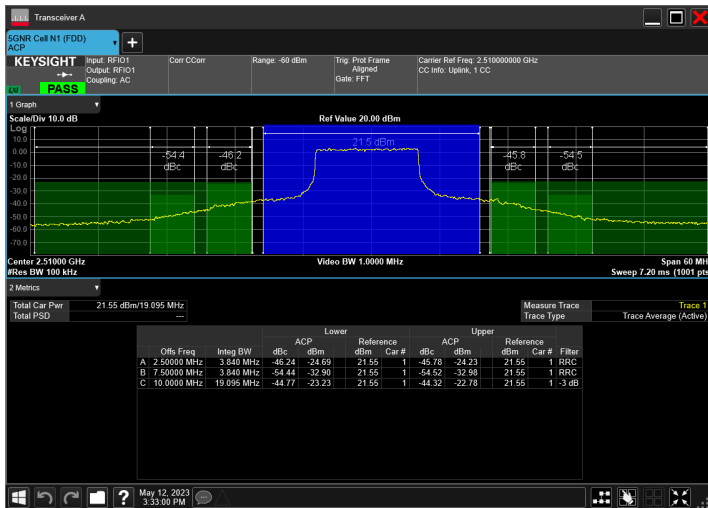 Transceiver A
5GNR Cell N1 (FDD)
ACP
KEYSIGHT
LXI
PASS
Input: RFIO1
Output: RFIO1
Coupling: AC
Corr CCorr
Range: -60 dBm
Trig: Prot Frame
Aligned
Gate: FFT
Carrier Ref Freq: 2.510000000 GHz
CC Info: Uplink, 1 CC
1 Graph
Scale/Div 10.0 dB
Ref Value 20.00 dBm
Log
10.0
0.00
-10.0
-20.0
-30.0
-40.0
-50.0
-60.0
-70.0
-54.4
dBc
-46.2
dBc
21.5 dBm
-45.8
dBc
-54.5
dBc
Center 2.51000 GHz
Video BW 1.0000 MHz
Span 60 MH
#Res BW 100 kHz
Sweep 7.20 ms (1001 pts
2 Metrics
Total Car Pwr 21.55 dBm/19.095 MHz
Total PSD ---
Measure Trace Trace 1
Trace Type Trace Average (Active)
Lower Upper
ACP Reference ACP Reference
Offs Freq Integ BW dBc dBm dBm Car # dBc dBm dBm Car # Filter
A 2.50000 MHz 3.840 MHz -46.24 -24.69 21.55 1 -45.78 -24.23 21.55 1 RRC
B 7.50000 MHz 3.840 MHz -54.44 -32.90 21.55 1 -54.52 -32.98 21.55 1 RRC
C 10.0000 MHz 19.095 MHz -44.77 -23.23 21.55 1 -44.32 -22.78 21.55 1 -3 dB
?
May 12, 2023
3:33:00 PM